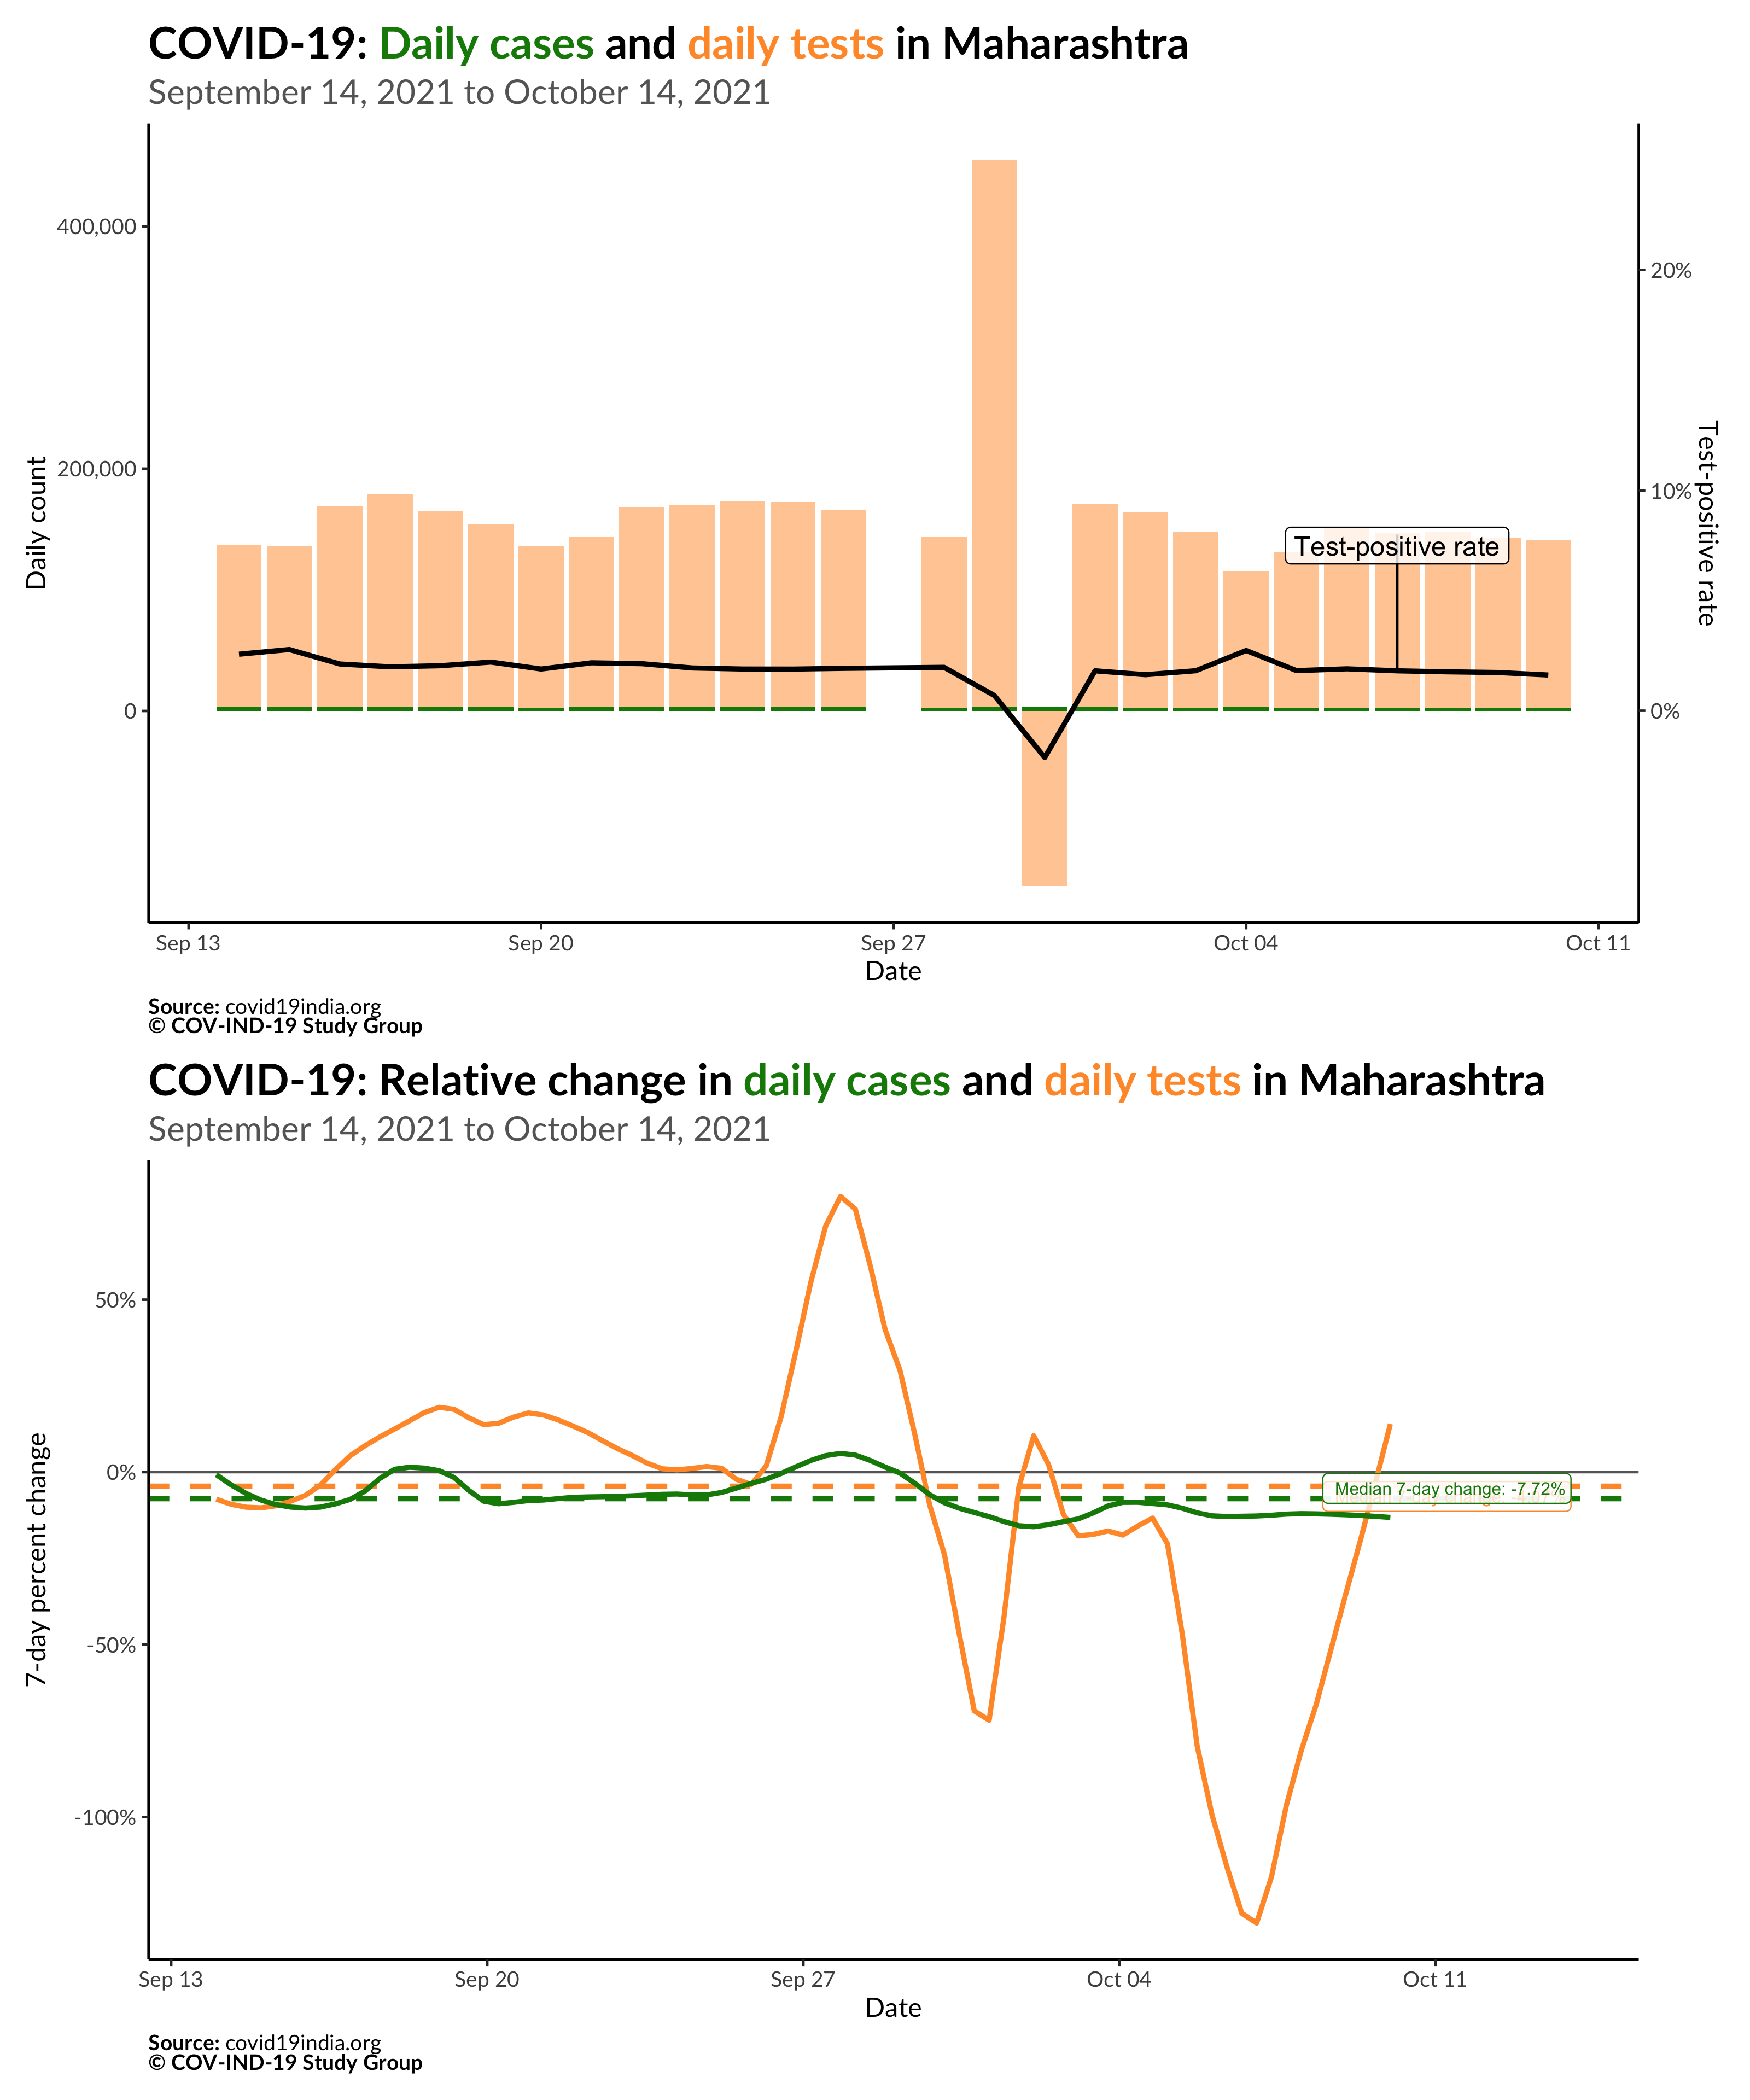 COVID-19: Daily cases and daily tests in Maharashtra
September 14, 2021 to October 14, 2021
400,000
200,000
0
Daily count
20%
10%
0%
Test-positive rate
Test-positive rate
Sep 13
Sep 20
Sep 27
Oct 04
Oct 11
Date
Source: covid19india.org
© COV-IND-19 Study Group
COVID-19: Relative change in daily cases and daily tests in Maharashtra
September 14, 2021 to October 14, 2021
50%
0%
-50%
-100%
7-day percent change
Median 7-day change: -7.72%
Median 7-day change:
Sep 13
Sep 20
Sep 27
Oct 04
Oct 11
Date
Source: covid19india.org
© COV-IND-19 Study Group